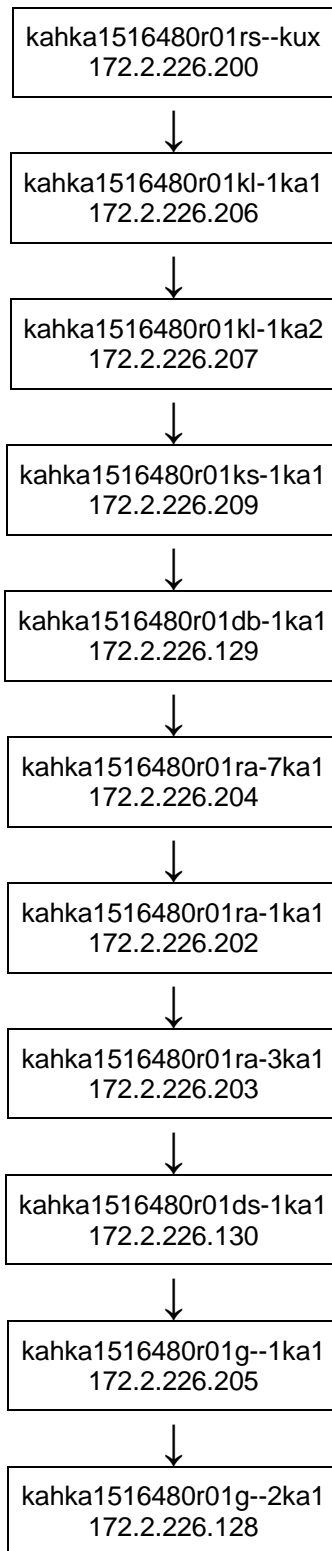 kahka1516480r01rs--kux
172.2.226.200
kahka1516480r01kl-1ka1
172.2.226.206
kahka1516480r01kl-1ka2
172.2.226.207
kahka1516480r01ks-1ka1
172.2.226.209
kahka1516480r01db-1ka1
172.2.226.129
kahka1516480r01ra-7ka1
172.2.226.204
kahka1516480r01ra-1ka1
172.2.226.202
kahka1516480r01ra-3ka1
172.2.226.203
kahka1516480r01ds-1ka1
172.2.226.130
kahka1516480r01g--1ka1
172.2.226.205
kahka1516480r01g--2ka1
172.2.226.128